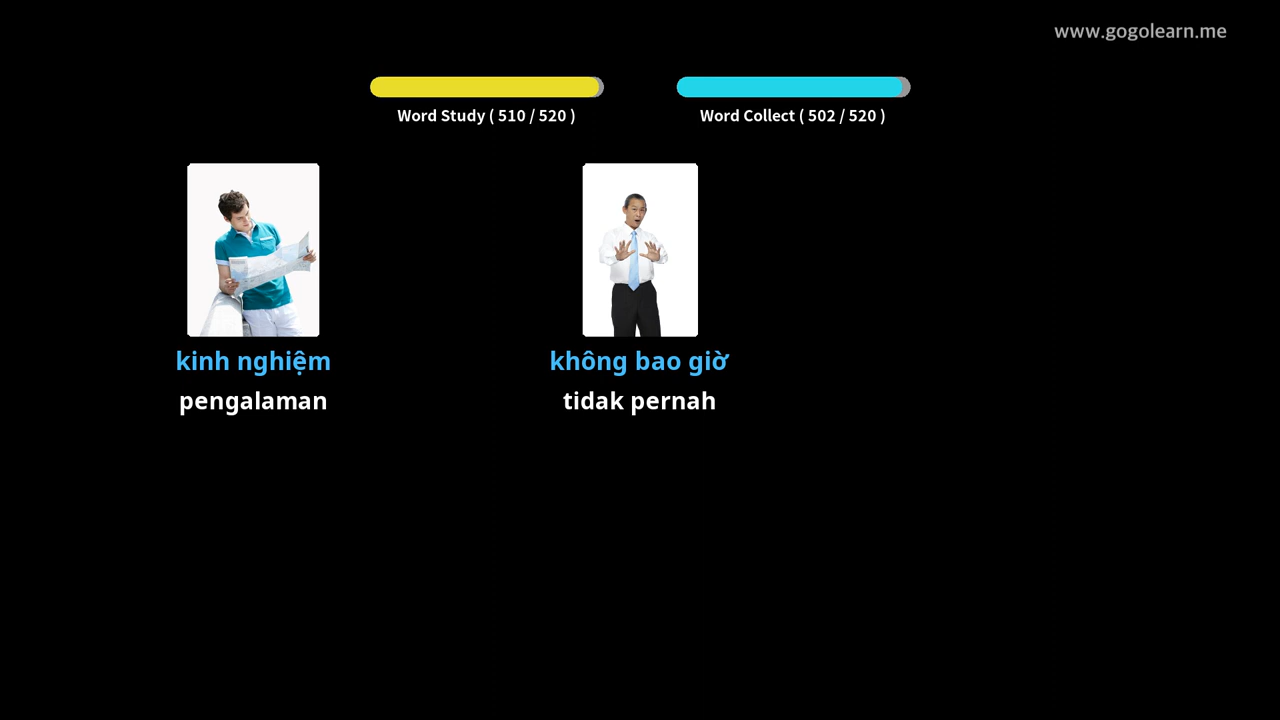 www.gogolearn.me
Word Study ( 510 / 520 )
Word Collect ( 502 / 520 )
kinh nghiệm
pengalaman
không bao giờ
tidak pernah